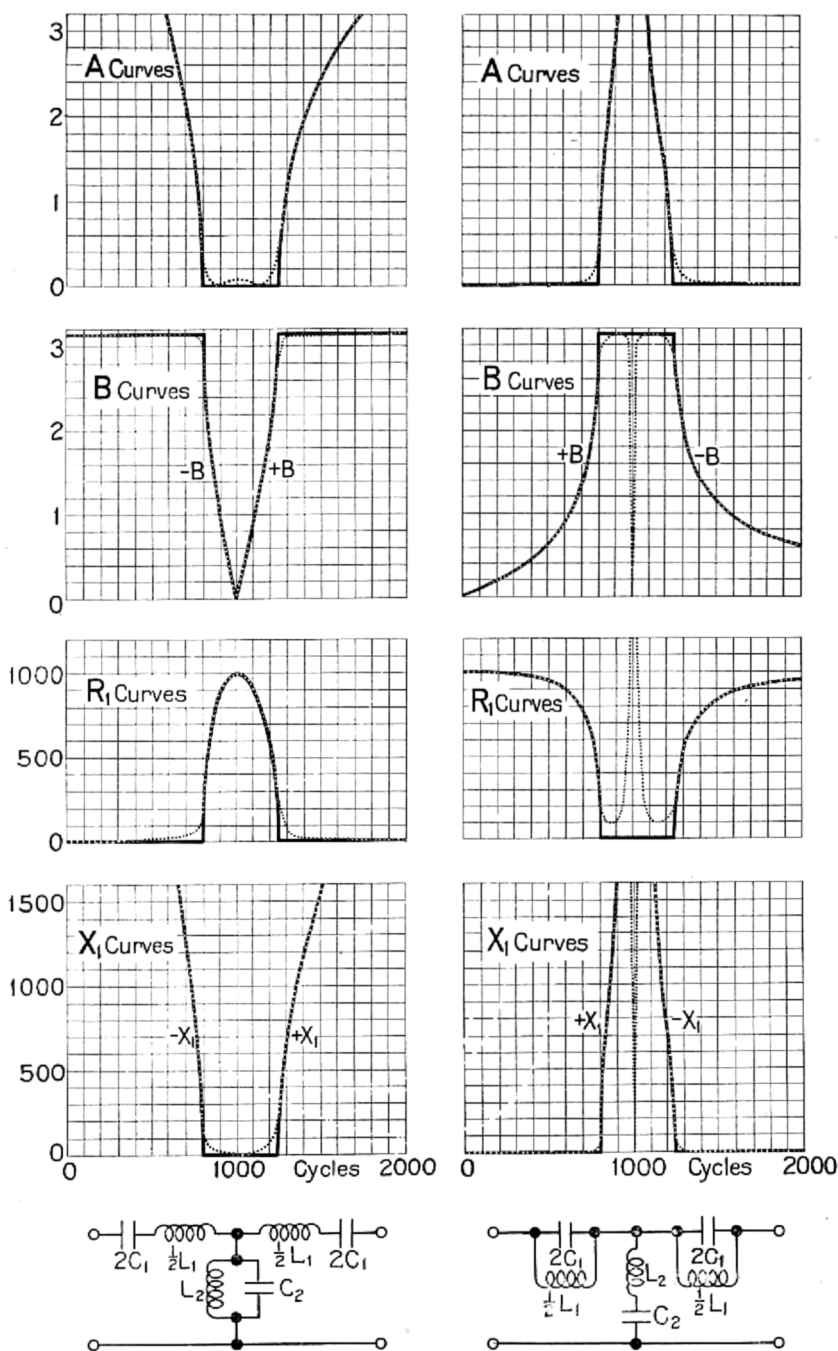 3
2
1
0
A Curves
A Curves
3
2
1
0
B Curves
-B
+B
B Curves
+B
-B
1000
500
0
R₁ Curves
R₁ Curves
1500
1000
500
0
X₁ Curves
-X₁
+X₁
X₁ Curves
+X₁
-X₁
0
1000
Cycles
2000
0
1000
Cycles
2000
2C₁
½L₁
½L₁
2C₁
L₂
C₂
2C₁
½L₁
L₂
C₂
2C₁
½L₁